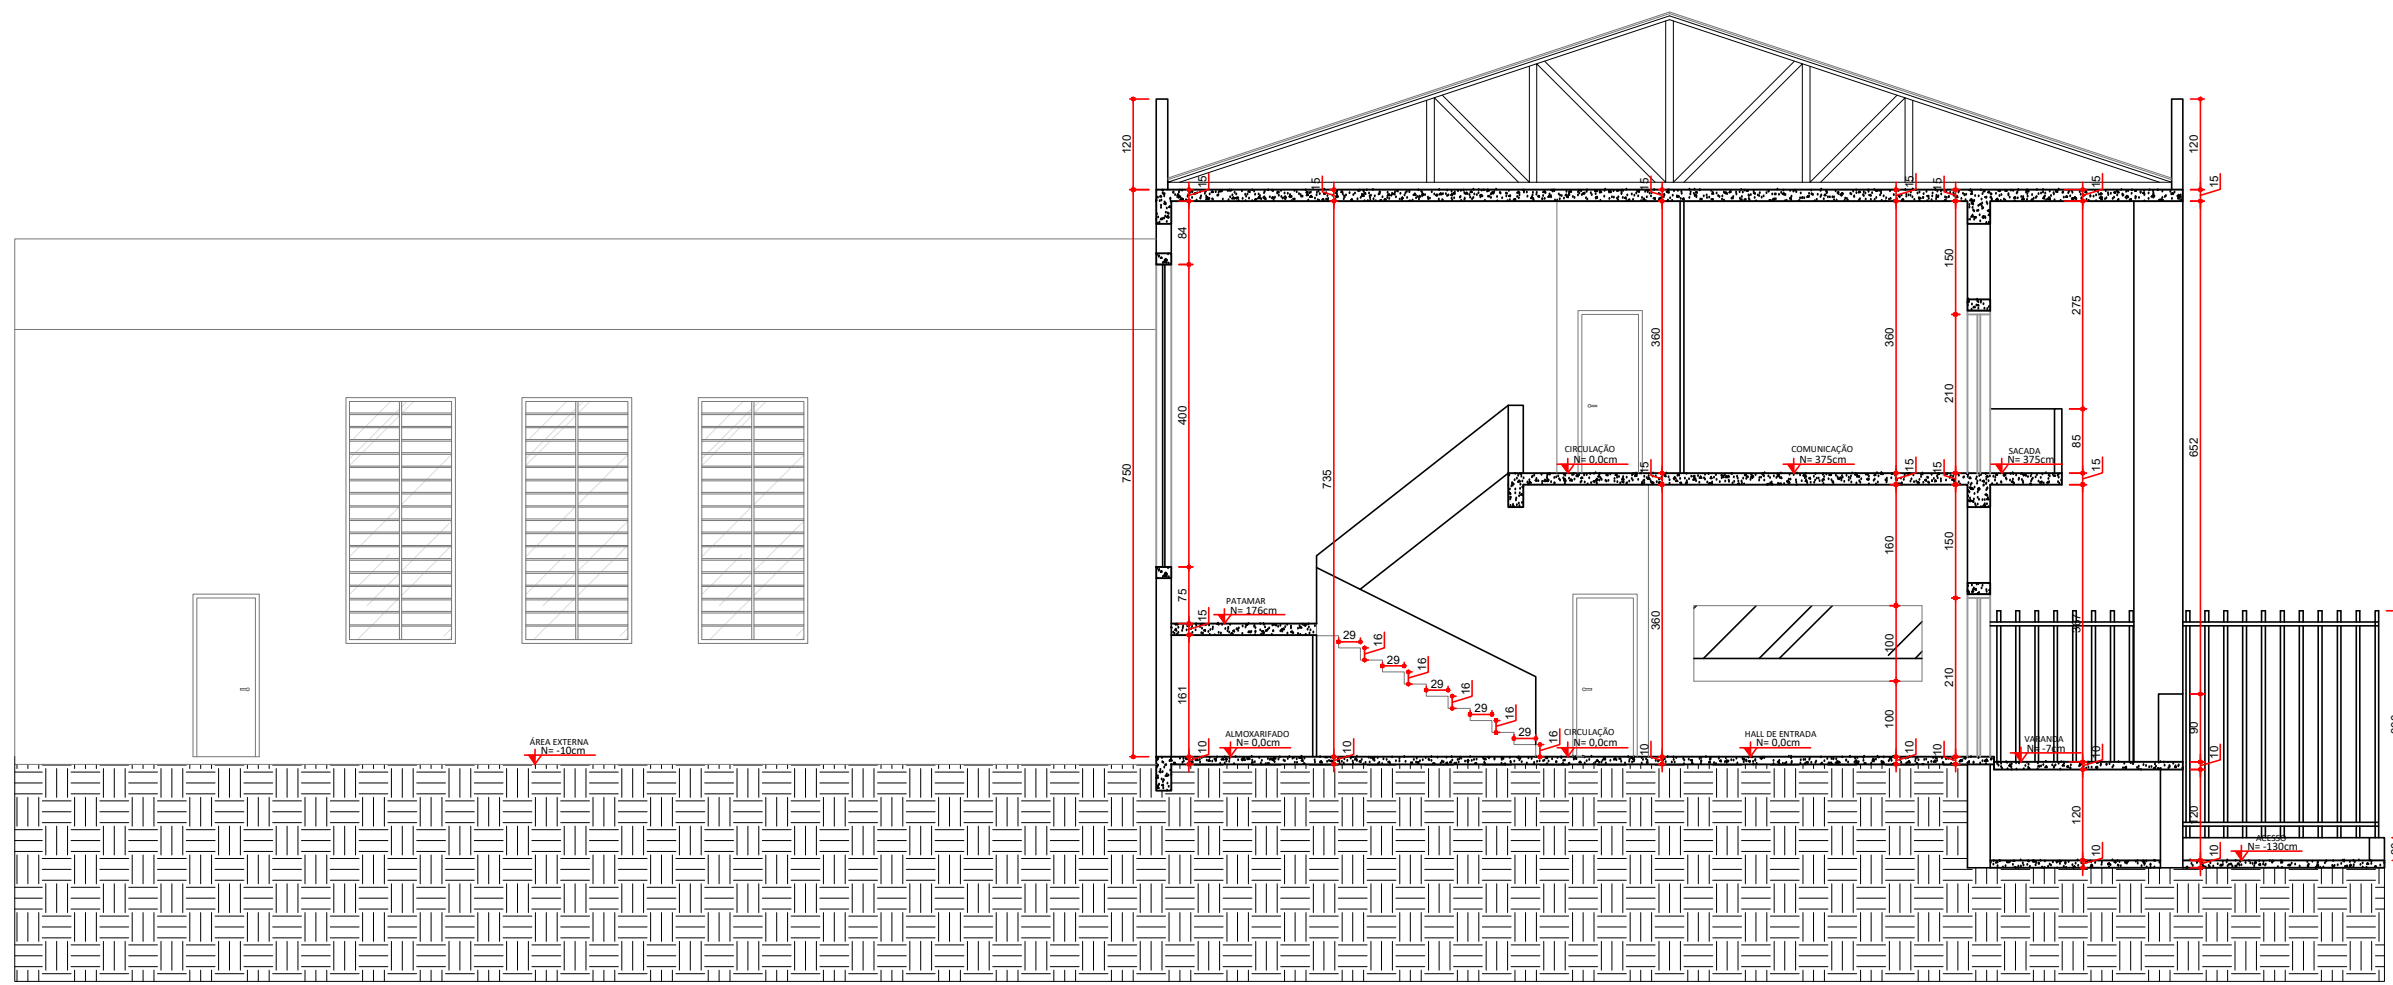 120
120
15
15
15
15
15
15
15
84
150
275
360
360
400
210
85
652
750
735
CIRCULAÇÃO
N= 0,0cm
COMUNICAÇÃO
N= 375cm
SACADA
N= 375cm
15
15
15
15
160
150
75
15
PATAMAR
N= 176cm
360
100
29
16
29
16
29
16
29
16
29
16
161
210
100
90
ÁREA EXTERNA
N= -10cm
ALMOXARIFADO
N= 0,0cm
CIRCULAÇÃO
N= 0,0cm
HALL DE ENTRADA
N= 0,0cm
VARANDA
N= -7cm
10
10
10
10
10
10
10
120
120
ACESSO
N= -130cm
10
10